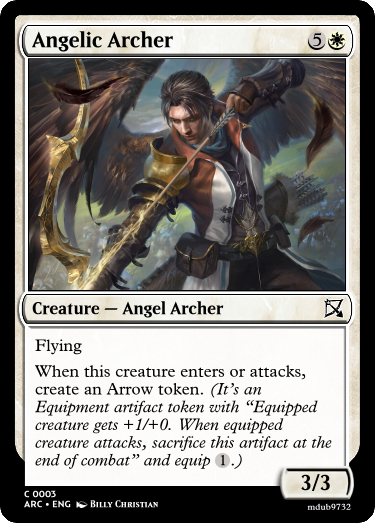 Angelic Archer 5
Creature — Angel Archer
Flying
When this creature enters or attacks,
create an Arrow token. (It's an
Equipment artifact token with “Equipped
creature gets +1/+0. When equipped
creature attacks, sacrifice this artifact at the
end of combat” and equip 1.)
3/3
C 0003
ARC • ENG Billy Christian
mdub9732